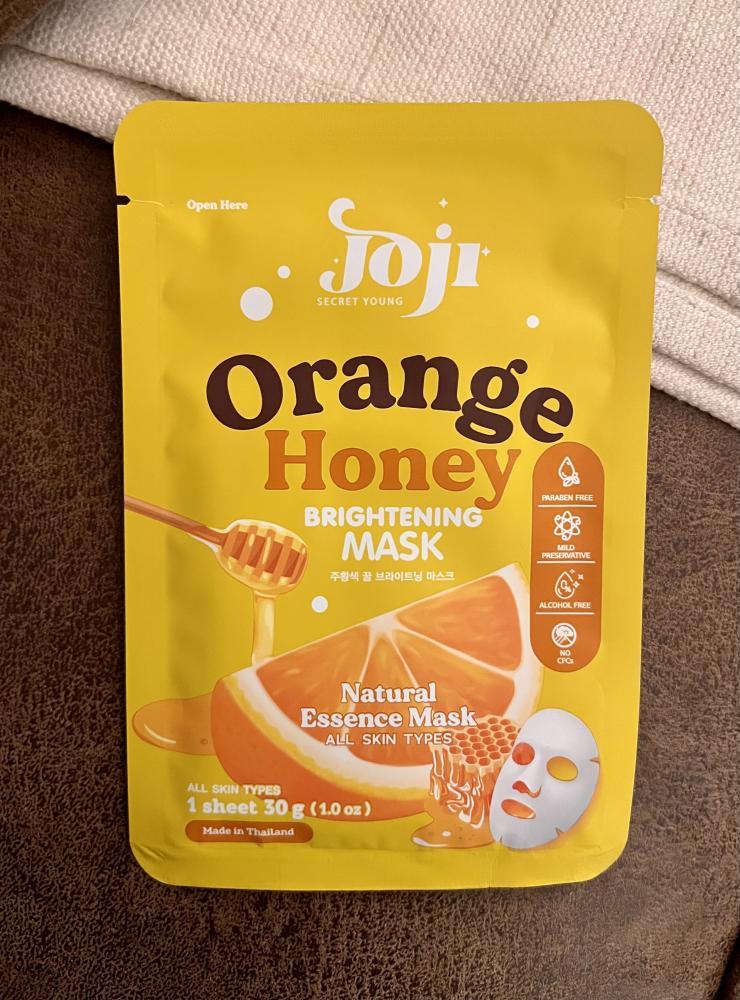 Open Here
Joji
SECRET YOUNG
Orange
Honey
BRIGHTENING
MASK
주황색 꿀 브라이트닝 마스크
PARABEN FREE
MILD
PRESERVATIVE
ALCOHOL FREE
NO
CFCs
Natural
Essence Mask
ALL SKIN TYPES
ALL SKIN TYPES
1 sheet 30 g (1.0 oz)
Made in Thailand